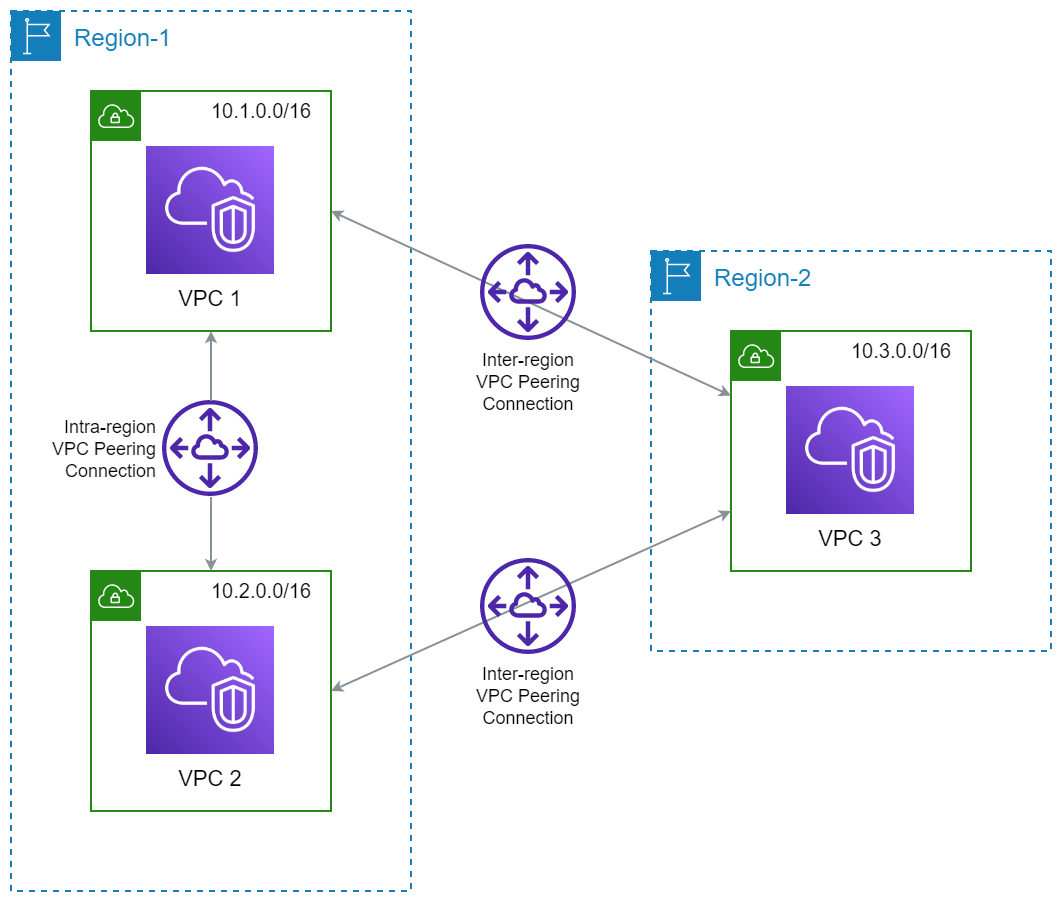 Region-1
10.1.0.0/16
VPC 1
Intra-region
VPC Peering
Connection
10.2.0.0/16
VPC 2
Inter-region
VPC Peering
Connection
Inter-region
VPC Peering
Connection
Region-2
10.3.0.0/16
VPC 3